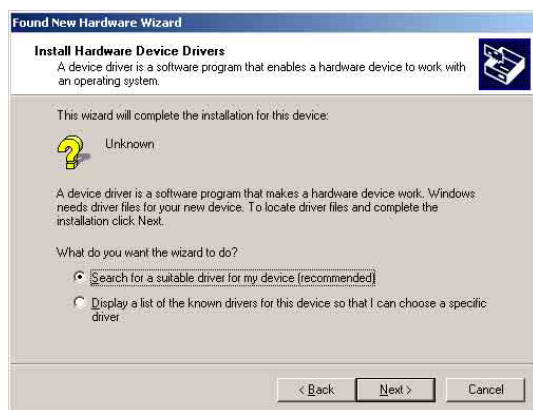 Found New Hardware Wizard
Install Hardware Device Drivers
A device driver is a software program that enables a hardware device to work with
an operating system.
This wizard will complete the installation for this device:
Unknown
A device driver is a software program that makes a hardware device work. Windows
needs driver files for your new device. To locate driver files and complete the
installation click Next.
What do you want the wizard to do?
Search for a suitable driver for my device (recommended)
Display a list of the known drivers for this device so that I can choose a specific
driver
< Back Next > Cancel